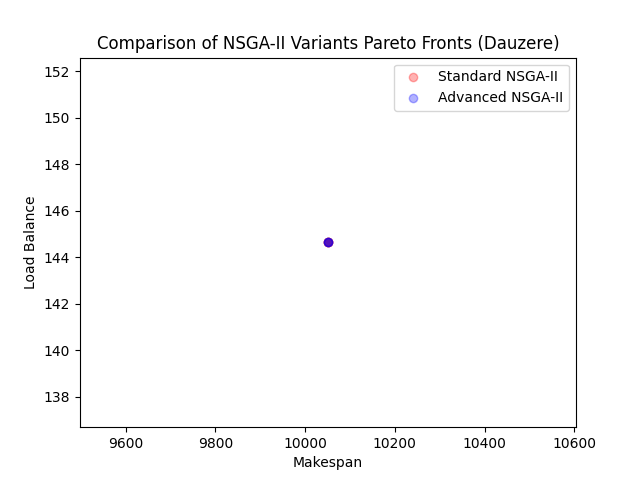 Comparison of NSGA-II Variants Pareto Fronts (Dauzere)
Standard NSGA-II
Advanced NSGA-II
152
150
148
146
144
142
140
138
Load Balance
9600 9800 10000 10200 10400 10600
Makespan